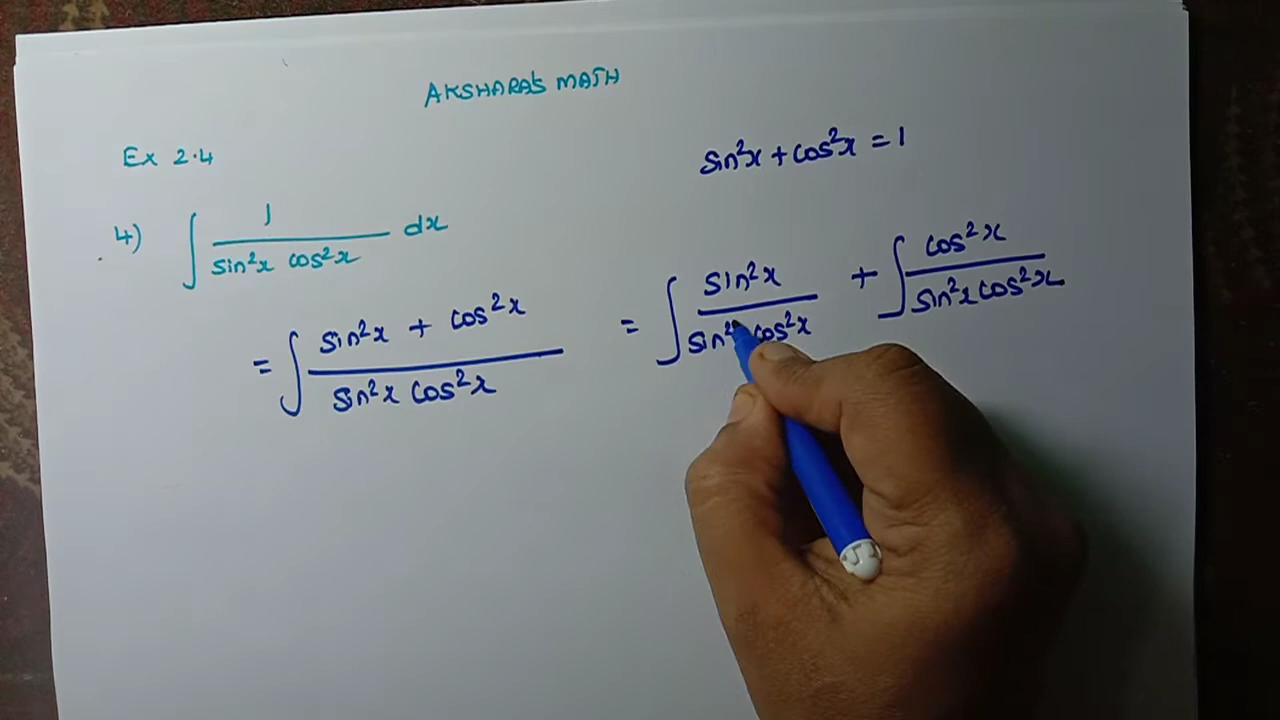 AKSHARA'S MATH
Ex 2.4
sin²x + cos²x = 1
4) ∫ 1 / sin²x cos²x dx
= ∫ sin²x + cos²x / sin²x cos²x
= ∫ sin²x / sin² cos²x + ∫ cos²x / sin²x cos²x